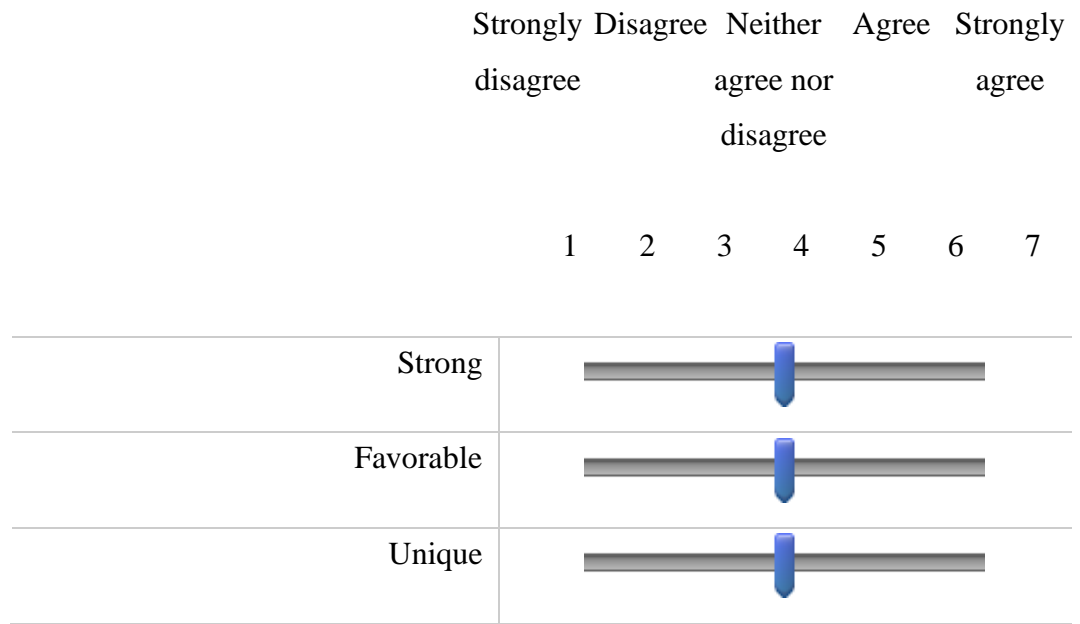 Strongly Disagree Neither Agree Strongly
disagree agree nor agree
disagree
1 2 3 4 5 6 7
Strong
Favorable
Unique